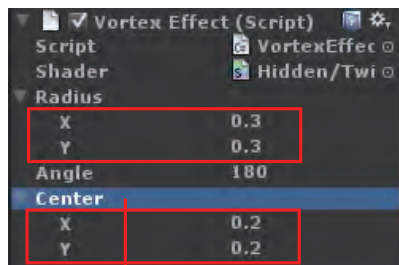 Vortex Effect (Script)
Script VortexEffec
Shader Hidden/Twi
Radius
X 0.3
Y 0.3
Angle 180
Center
X 0.2
Y 0.2